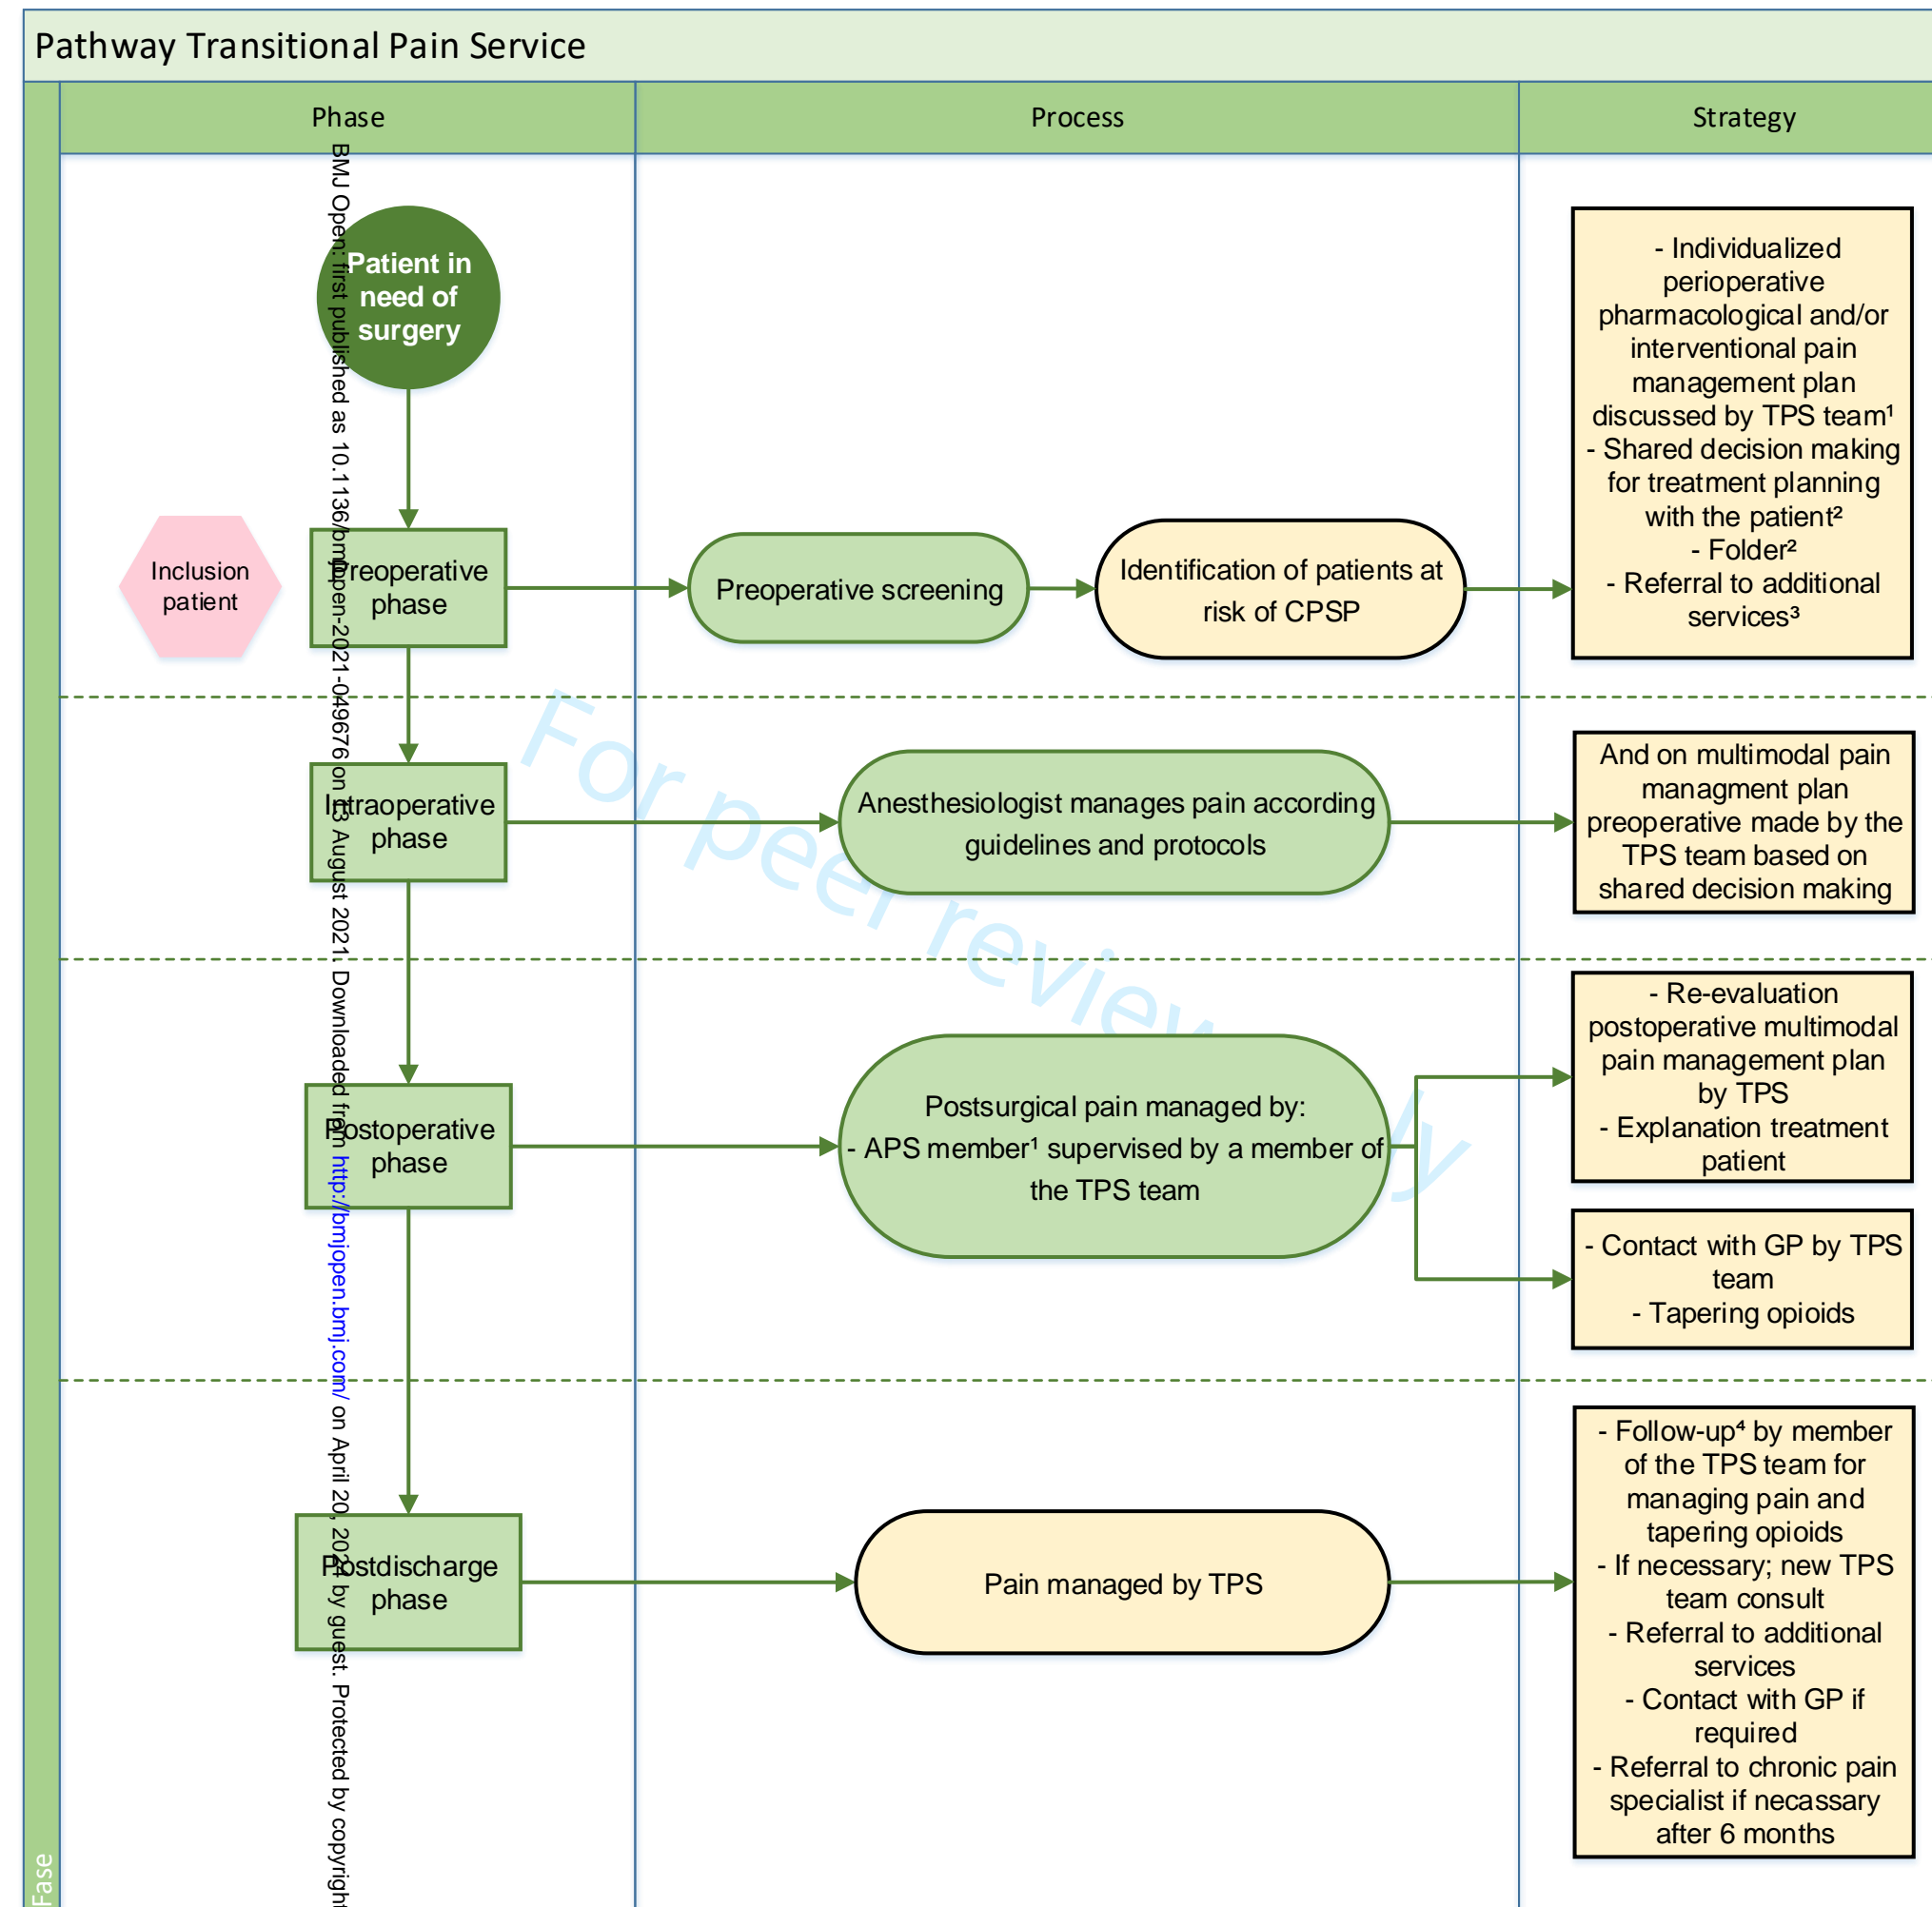 Pathway Transitional Pain Service
Phase
Process
Strategy
Patient in
need of
surgery
- Individualized
perioperative
pharmacological and/or
interventional pain
management plan
discussed by TPS team¹
- Shared decision making
for treatment planning
with the patient²
- Folder²
- Referral to additional
services³
Inclusion
patient
Preoperative
phase
Preoperative screening
Identification of patients at
risk of CPSP
Intraoperative
phase
Anesthesiologist manages pain according
guidelines and protocols
And on multimodal pain
managment plan
preoperative made by the
TPS team based on
shared decision making
Postoperative
phase
Postsurgical pain managed by:
- APS member¹ supervised by a member of
the TPS team
- Re-evaluation
postoperative multimodal
pain management plan
by TPS
- Explanation treatment
patient
- Contact with GP by TPS
team
- Tapering opioids
Postdischarge
phase
Pain managed by TPS
- Follow-up⁴ by member
of the TPS team for
managing pain and
tapering opioids
- If necessary; new TPS
team consult
- Referral to additional
services
- Contact with GP if
required
- Referral to chronic pain
specialist if necassary
after 6 months
Fase
BMJ Open: first published as 10.1136/bmjopen-2021-049676 on 13 August 2021. Downloaded from http://bmjopen.bmj.com/ on April 20, 2024 by guest. Protected by copyright
For peer review ly